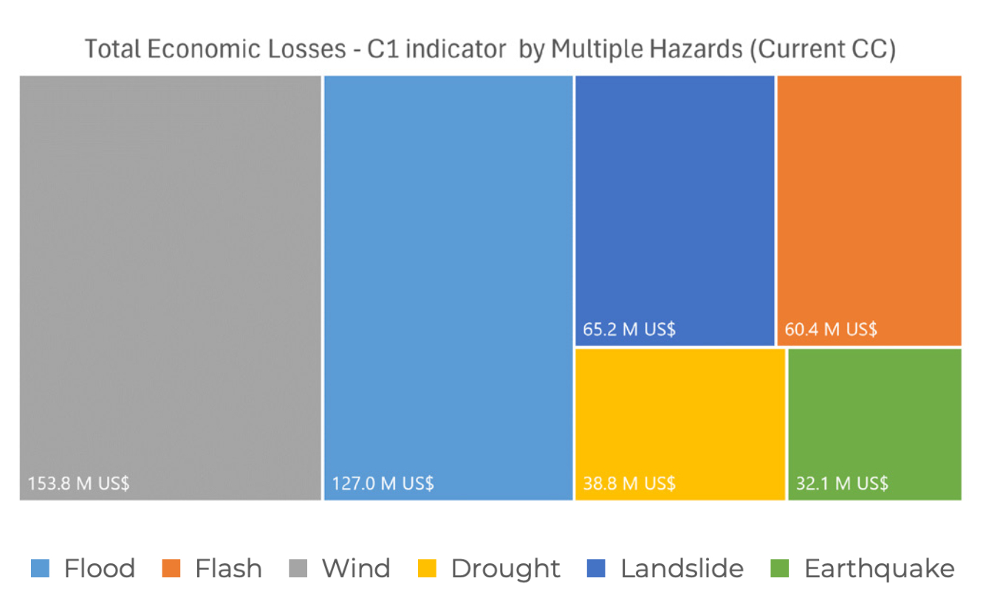 Total Economic Losses - C1 indicator by Multiple Hazards (Current CC)
65.2 M US$
60.4 M US$
153.8 M US$
127.0 M US$
38.8 M US$
32.1 M US$
Flood
Flash
Wind
Drought
Landslide
Earthquake